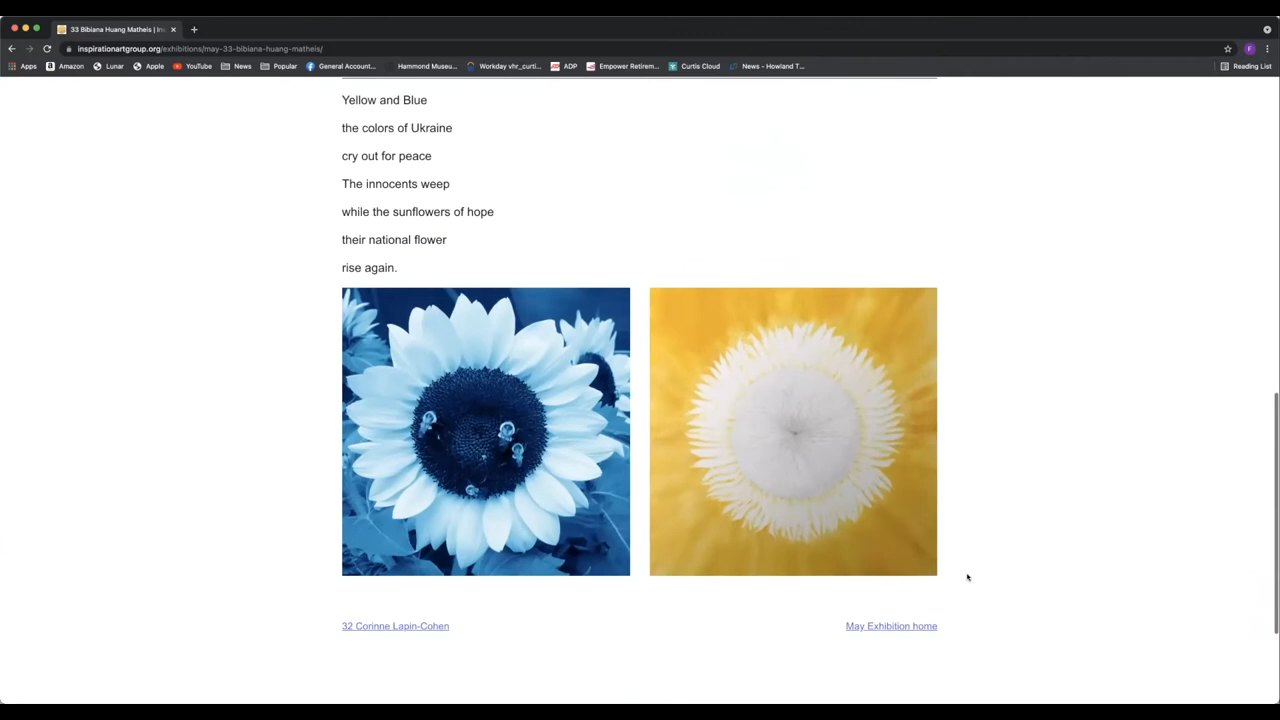 33 Bibiana Huang Matheis | Ins
inspirationartgroup.org/exhibitions/may-33-bibiana-huang-matheis/
F
Apps Amazon Lunar Apple YouTube News Popular General Account... Hammond Museu... Workday vhr_curti... ADP Empower Retirem... Curtis Cloud News - Howland T... Reading List
Yellow and Blue
the colors of Ukraine
cry out for peace
The innocents weep
while the sunflowers of hope
their national flower
rise again.
32 Corinne Lapin-Cohen
May Exhibition home